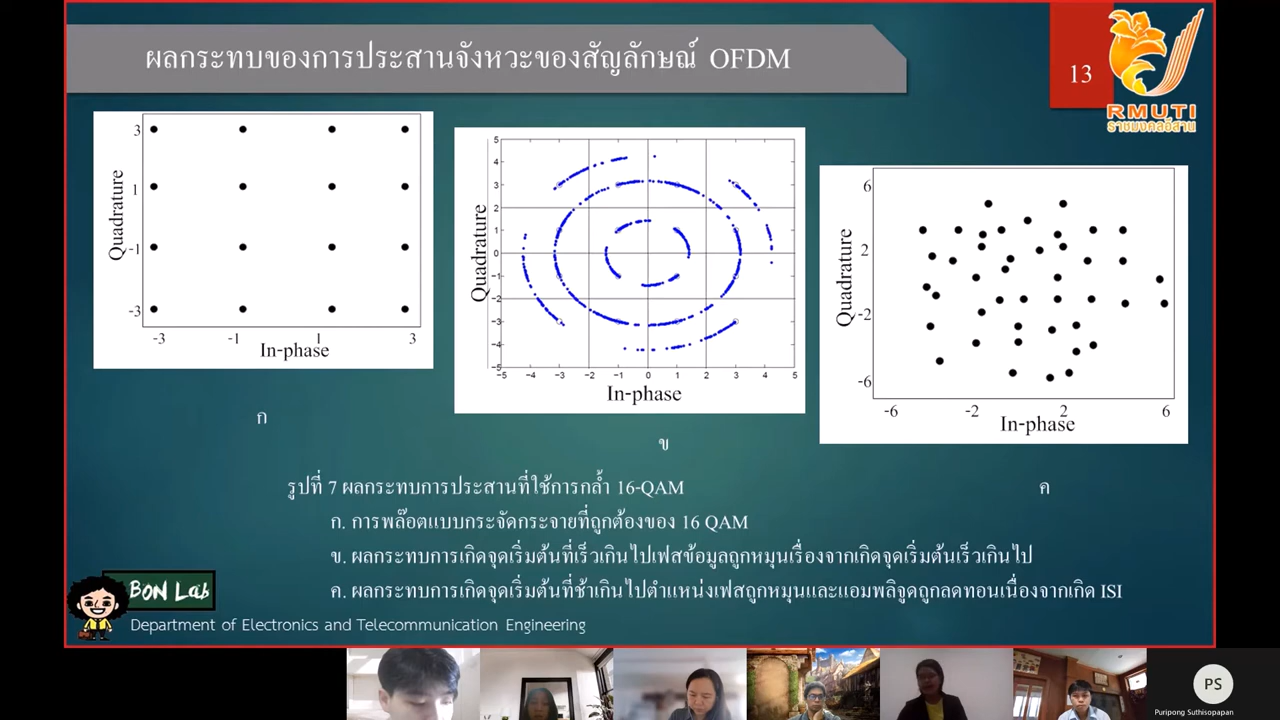 ผลกระทบของการประสานจังหวะของสัญลักษณ์ OFDM
13
RMUTI
ราชมงคลอีสาน
3
1
-1
-3
Quadrature
-3
-1
1
3
In-phase
ก
5
4
3
2
1
0
−1
−2
−3
−4
−5
Quadrature
−5 −4 −3 −2 −1 0 1 2 3 4 5
In-phase
ข
6
2
-2
-6
Quadrature
-6
-2
2
6
In-phase
ค
รูปที่ 7 ผลกระทบการประสานที่ใช้การกล้ำ 16-QAM
ก. การพล๊อตแบบกระจัดกระจายที่ถูกต้องของ 16 QAM
ข. ผลกระทบการเกิดจุดเริ่มต้นที่เร็วเกินไปเฟสข้อมูลถูกหมุนเรื่องจากเกิดจุดเริ่มต้นเร็วเกินไป
ค. ผลกระทบการเกิดจุดเริ่มต้นที่ช้าเกินไปตำแหน่งเฟสถูกหมุนและแอมพลิจูดถูกลดทอนเนื่องจากเกิด ISI
BON Lab
Department of Electronics and Telecommunication Engineering
PS
Puripong Suthisopapan